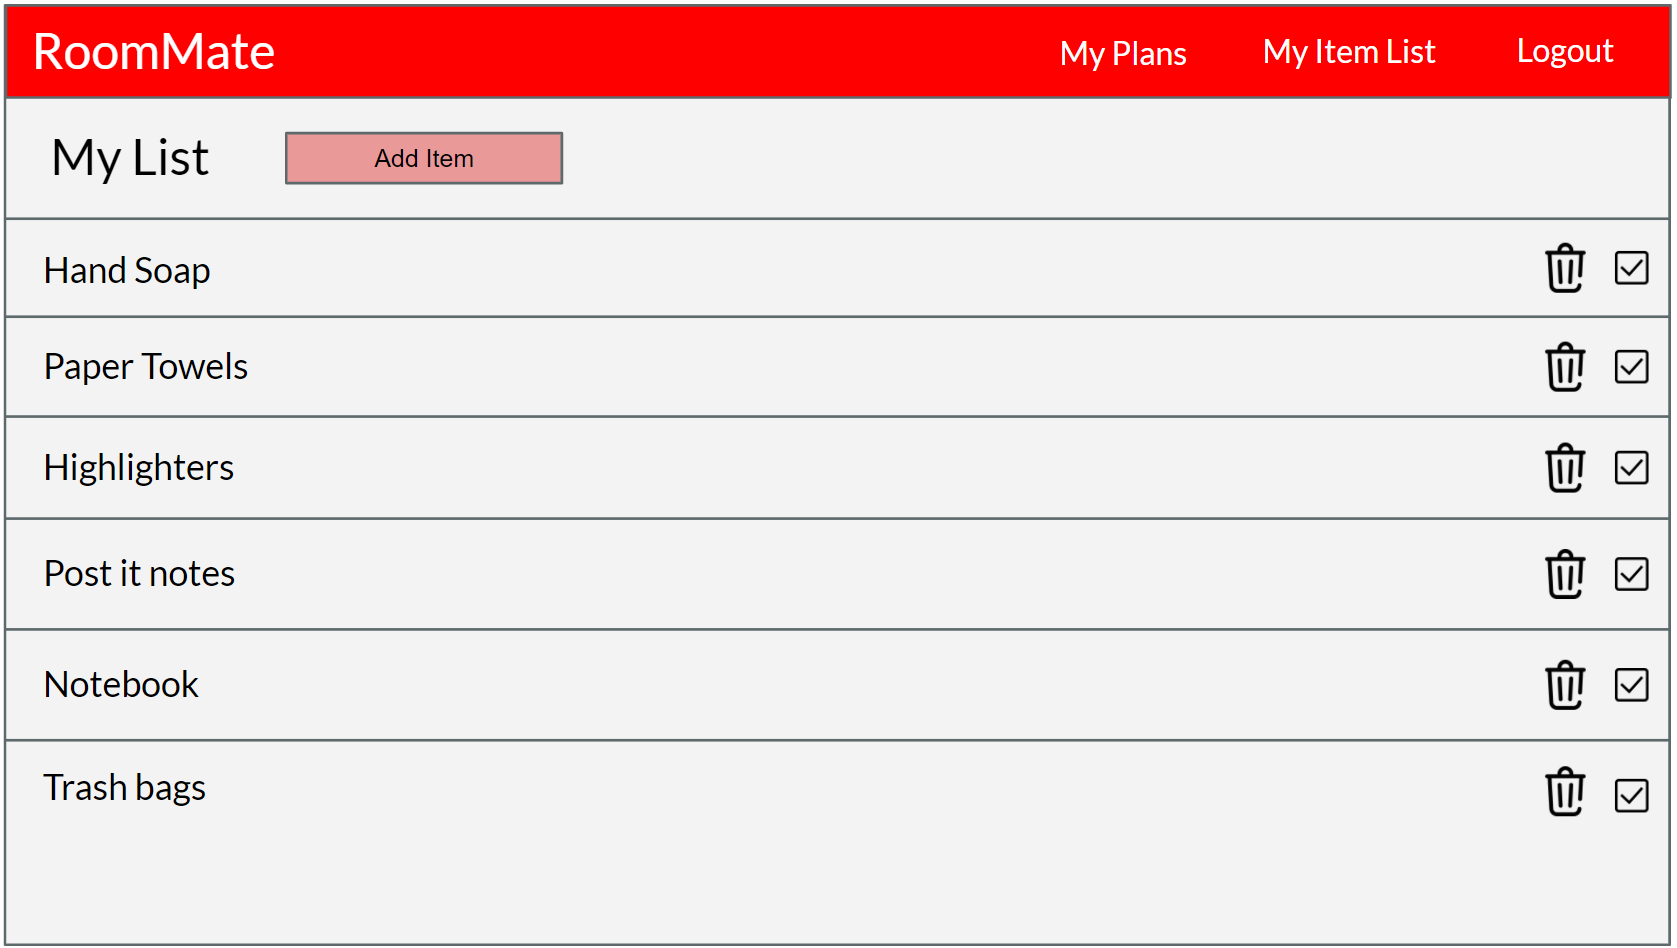 RoomMate My Plans My Item List Logout
My List Add Item
Hand Soap
Paper Towels
Highlighters
Post it notes
Notebook
Trash bags